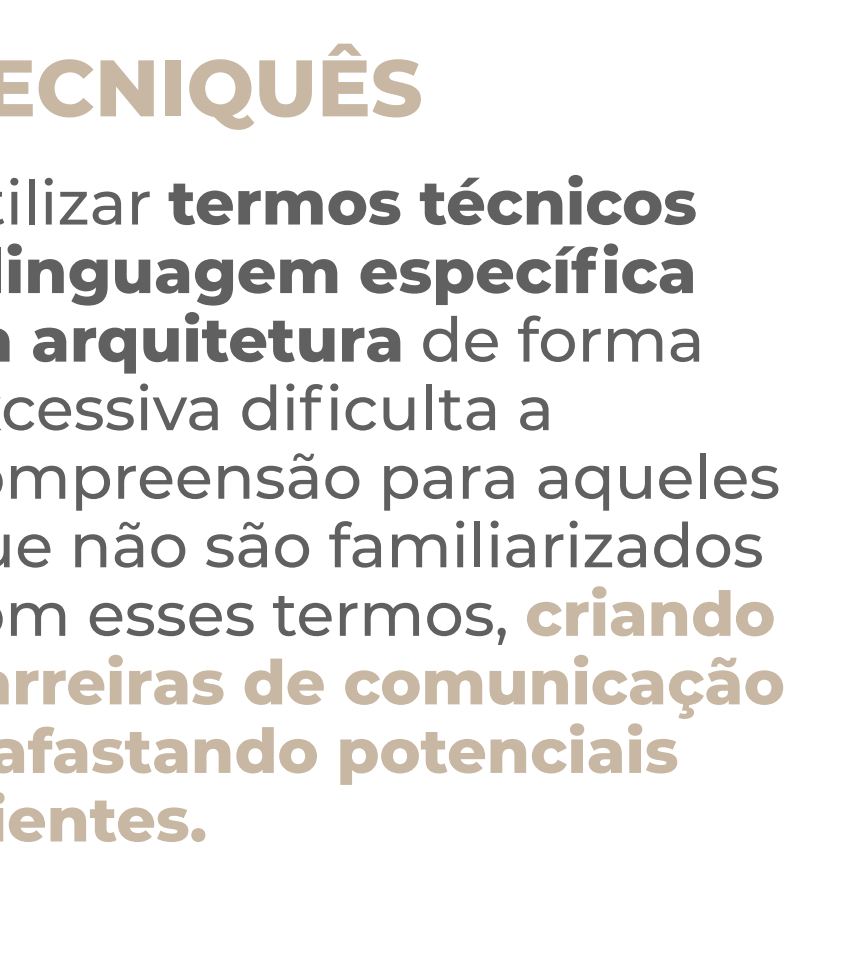 ECNIQUÊS
tilizar termos técnicos
linguagem específica
a arquitetura de forma
cessiva dificulta a
ompreensão para aqueles
ue não são familiarizados
om esses termos, criando
arreiras de comunicação
afastando potenciais
ientes.